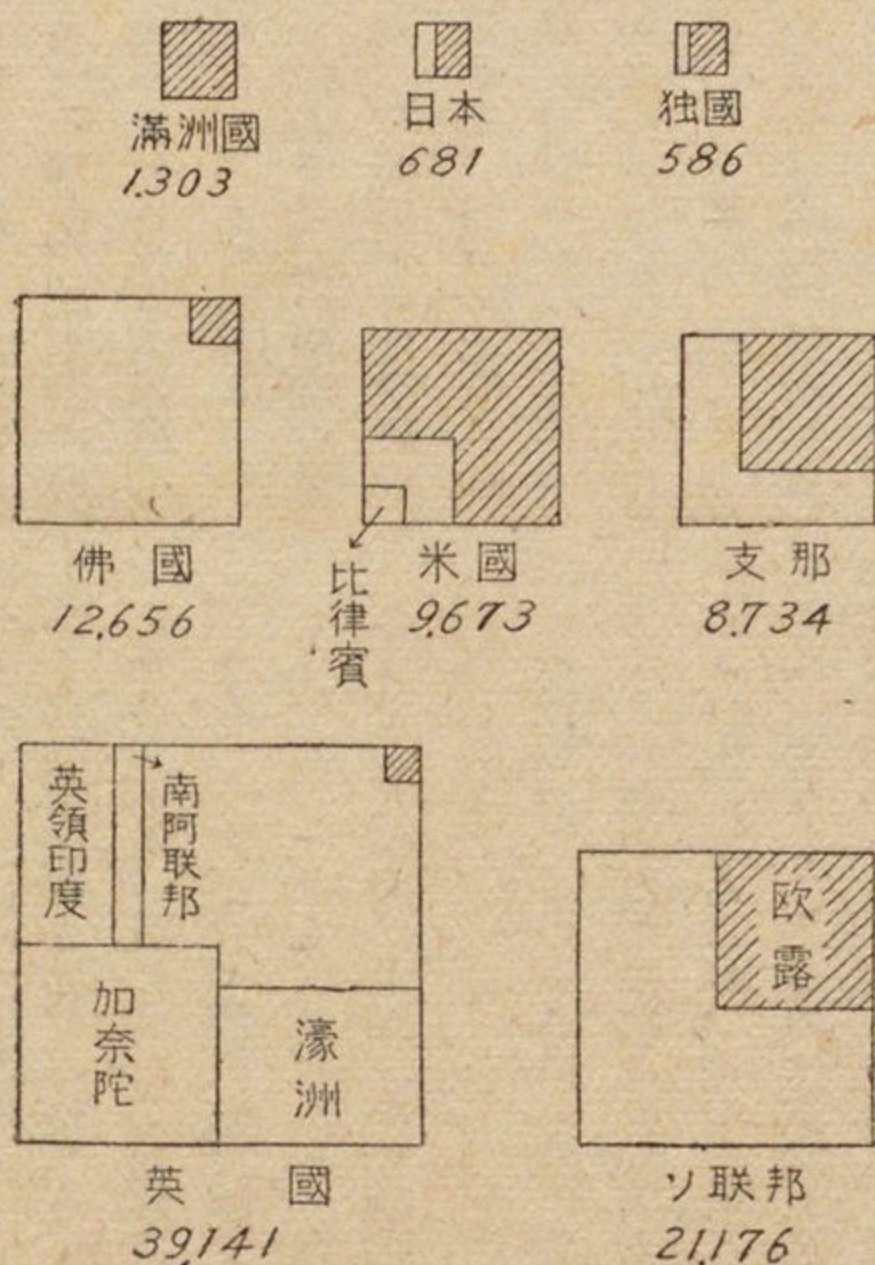 滿洲國
1,303
日本
681
独國
586
佛國
12,656
比律賓
米國
9,673
支那
8,734
英領印度
南阿联邦
加奈陀
濠洲
英國
39,141
欧露
ソ联邦
21,176